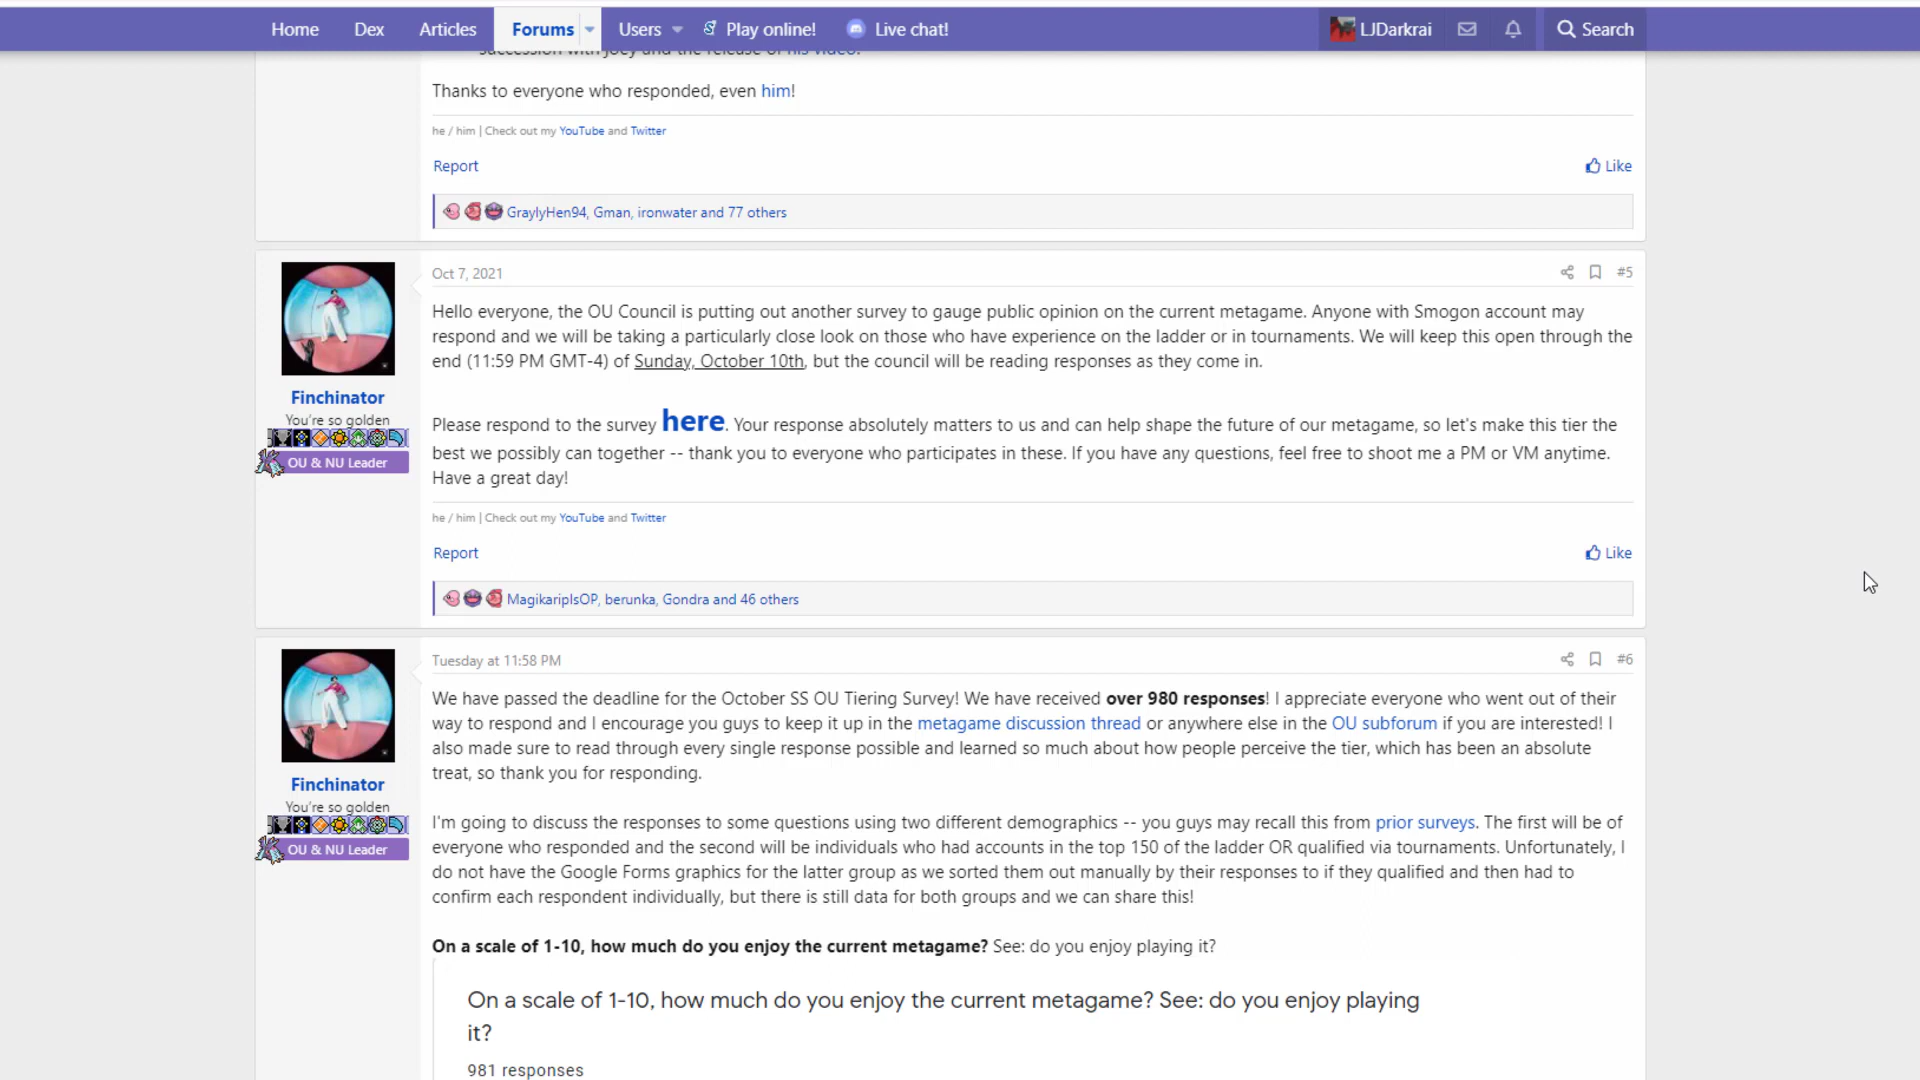 Home Dex Articles Forums Users Play online! Live chat! LJDarkrai Search
succession with Joey and the release of his video.
Thanks to everyone who responded, even him!
he / him | Check out my YouTube and Twitter
Report Like
GraylyHen94, Gman, ironwater and 77 others
Oct 7, 2021 #5
Hello everyone, the OU Council is putting out another survey to gauge public opinion on the current metagame. Anyone with Smogon account may
respond and we will be taking a particularly close look on those who have experience on the ladder or in tournaments. We will keep this open through the
end (11:59 PM GMT-4) of Sunday, October 10th, but the council will be reading responses as they come in.
Finchinator
You're so golden
OU & NU Leader
Please respond to the survey here. Your response absolutely matters to us and can help shape the future of our metagame, so let's make this tier the
best we possibly can together -- thank you to everyone who participates in these. If you have any questions, feel free to shoot me a PM or VM anytime.
Have a great day!
he / him | Check out my YouTube and Twitter
Report Like
MagikaripIsOP, berunka, Gondra and 46 others
Tuesday at 11:58 PM #6
We have passed the deadline for the October SS OU Tiering Survey! We have received over 980 responses! I appreciate everyone who went out of their
way to respond and I encourage you guys to keep it up in the metagame discussion thread or anywhere else in the OU subforum if you are interested! I
also made sure to read through every single response possible and learned so much about how people perceive the tier, which has been an absolute
treat, so thank you for responding.
Finchinator
You're so golden
OU & NU Leader
I'm going to discuss the responses to some questions using two different demographics -- you guys may recall this from prior surveys. The first will be of
everyone who responded and the second will be individuals who had accounts in the top 150 of the ladder OR qualified via tournaments. Unfortunately, I
do not have the Google Forms graphics for the latter group as we sorted them out manually by their responses to if they qualified and then had to
confirm each respondent individually, but there is still data for both groups and we can share this!
On a scale of 1-10, how much do you enjoy the current metagame? See: do you enjoy playing it?
On a scale of 1-10, how much do you enjoy the current metagame? See: do you enjoy playing
it?
981 responses